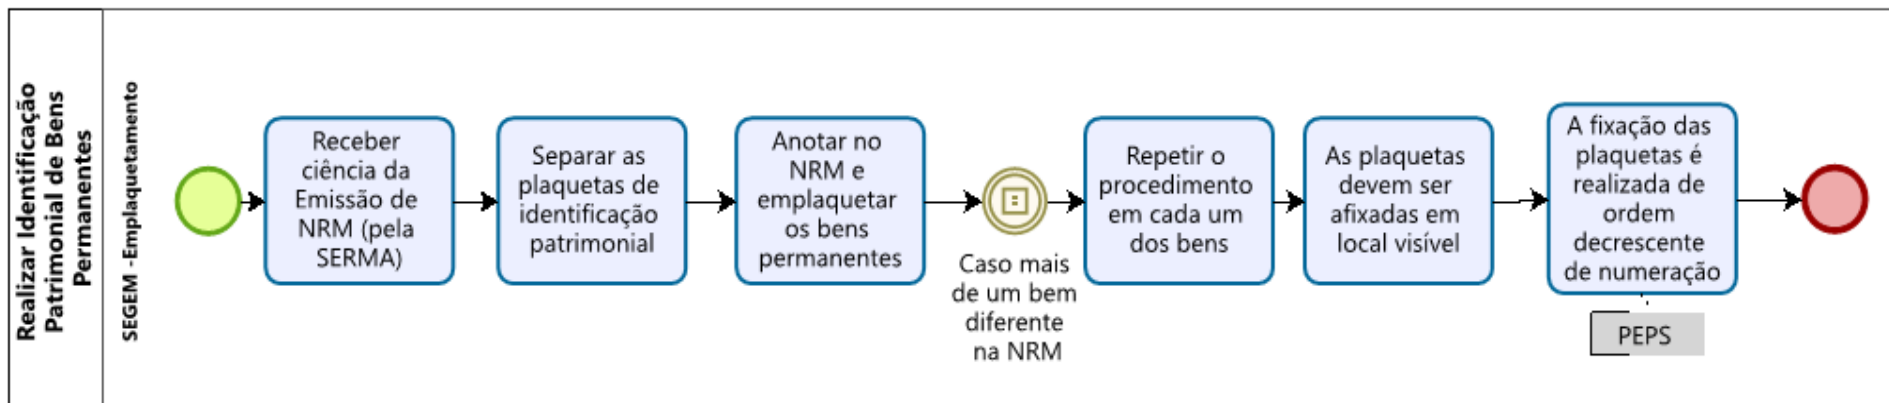 Realizar Identificação
Patrimonial de Bens
Permanentes
SEGEM -Emplaquetamento
Receber
ciência da
Emissão de
NRM (pela
SERMA)
Separar as
plaquetas de
identificação
patrimonial
Anotar no
NRM e
emplaquetar
os bens
permanentes
Caso mais
de um bem
diferente
na NRM
Repetir o
procedimento
em cada um
dos bens
As plaquetas
devem ser
afixadas em
local visível
A fixação das
plaquetas é
realizada de
ordem
decrescente
de numeração
PEPS